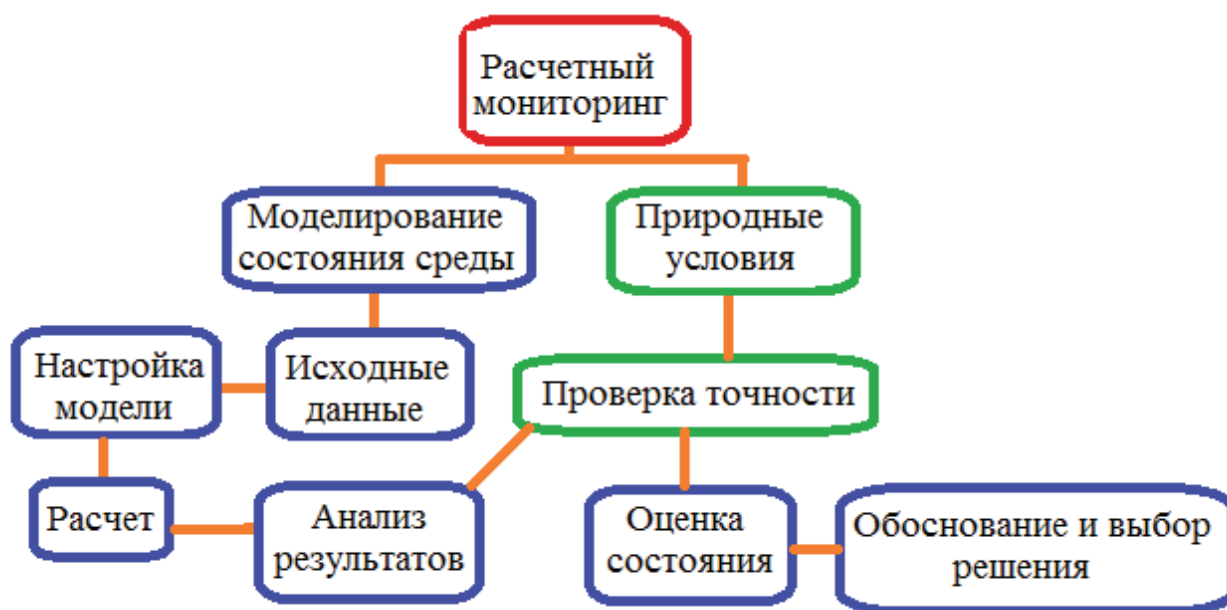 Расчетный
мониторинг
Моделирование
состояния среды
Природные
условия
Настройка
модели
Исходные
данные
Проверка точности
Расчет
Анализ
результатов
Оценка
состояния
Обоснование и выбор
решения